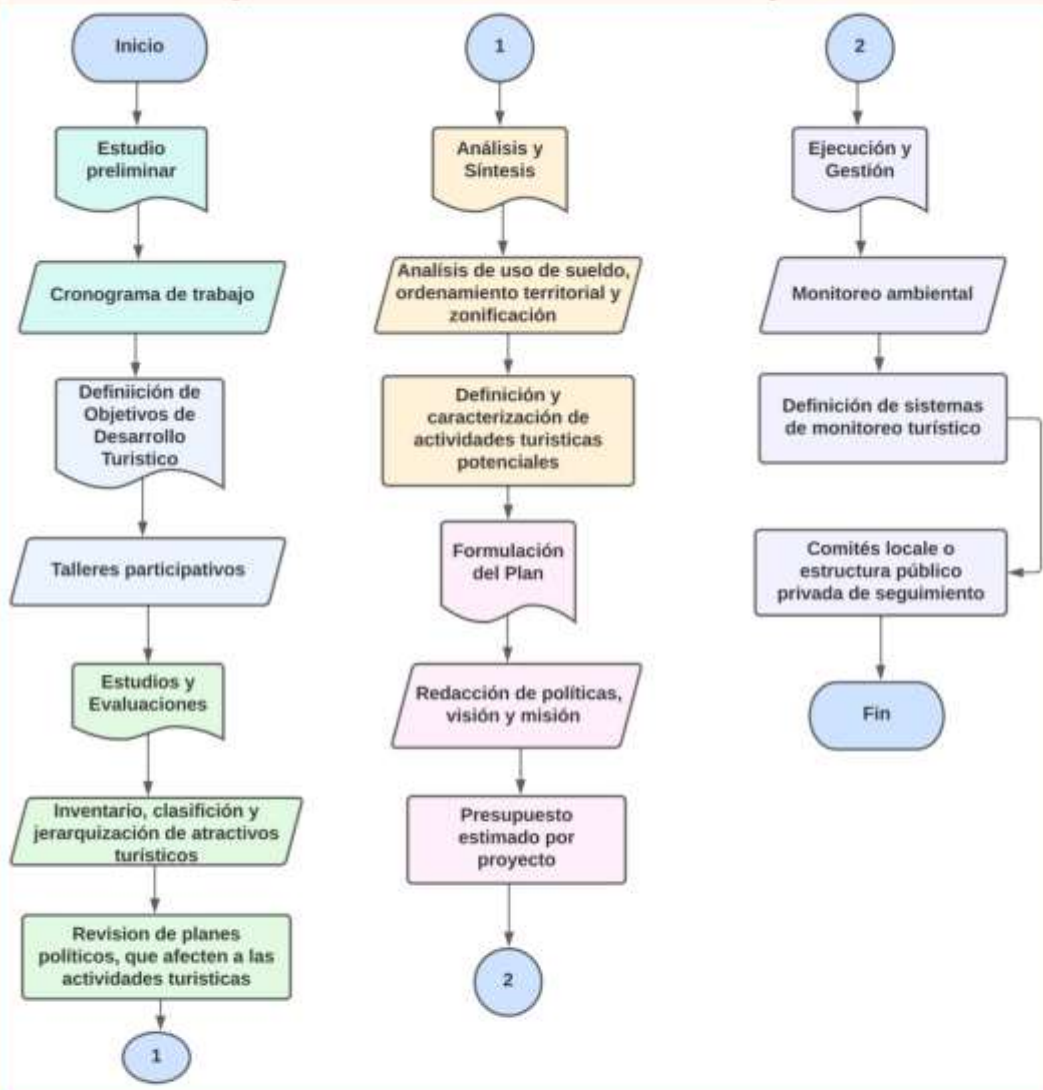 Inicio
Estudio
preliminar
Cronograma de trabajo
Definiición de
Objetivos de
Desarrollo
Turistico
Talleres participativos
Estudios y
Evaluaciones
Inventario, clasifición y
jerarquización de atractivos
turísticos
Revision de planes
políticos, que afecten a las
actividades turisticas
1
1
Análisis y
Síntesis
Analísis de uso de sueldo,
ordenamiento territorial y
zonificación
Definición y
caracterización de
actividades turisticas
potenciales
Formulación
del Plan
Redacción de políticas,
visión y misión
Presupuesto
estimado por
proyecto
2
2
Ejecución y
Gestión
Monitoreo ambiental
Definición de sistemas
de monitoreo turístico
Comités locale o
estructura público
privada de seguimiento
Fin